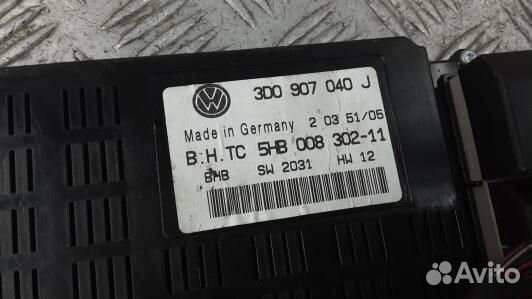 3D0 907 040 J
Made in Germany 2 03 51/05
B.H.TC 5HB 008 302-11
BHB SW 2031 HW 12
Avito